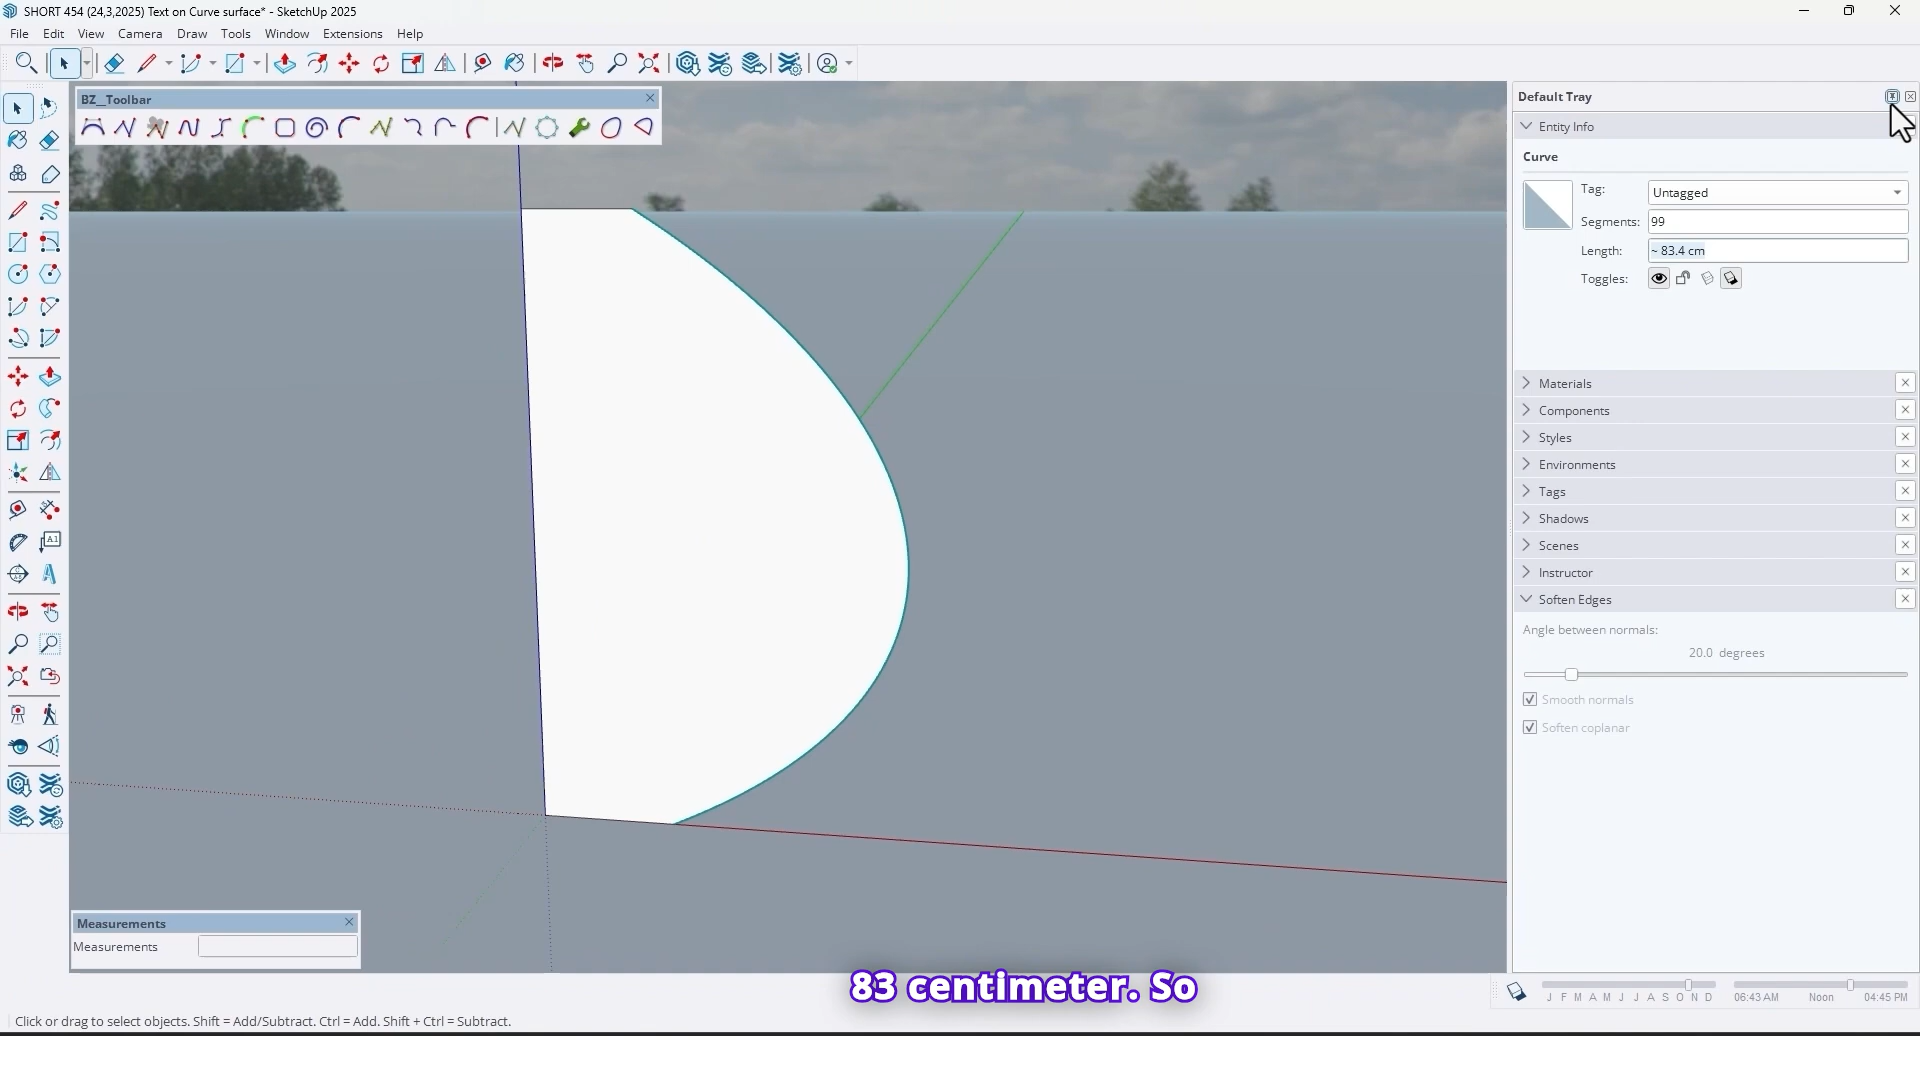 SHORT 454 (24,3,2025) Text on Curve surface* - SketchUp 2025
File Edit View Camera Draw Tools Window Extensions Help
BZ__Toolbar
Default Tray
Entity Info
Curve
Tag: Untagged
Segments: 99
Length: ~ 83.4 cm
Toggles:
Materials
Components
Styles
Environments
Tags
Shadows
Scenes
Instructor
Soften Edges
Angle between normals:
20.0 degrees
Smooth normals
Soften coplanar
A1
Measurements
Measurements
83 centimeter. So
J F M A M J J A S O N D 06:43 AM Noon 04:45 PM
Click or drag to select objects. Shift = Add/Subtract. Ctrl = Add. Shift + Ctrl = Subtract.